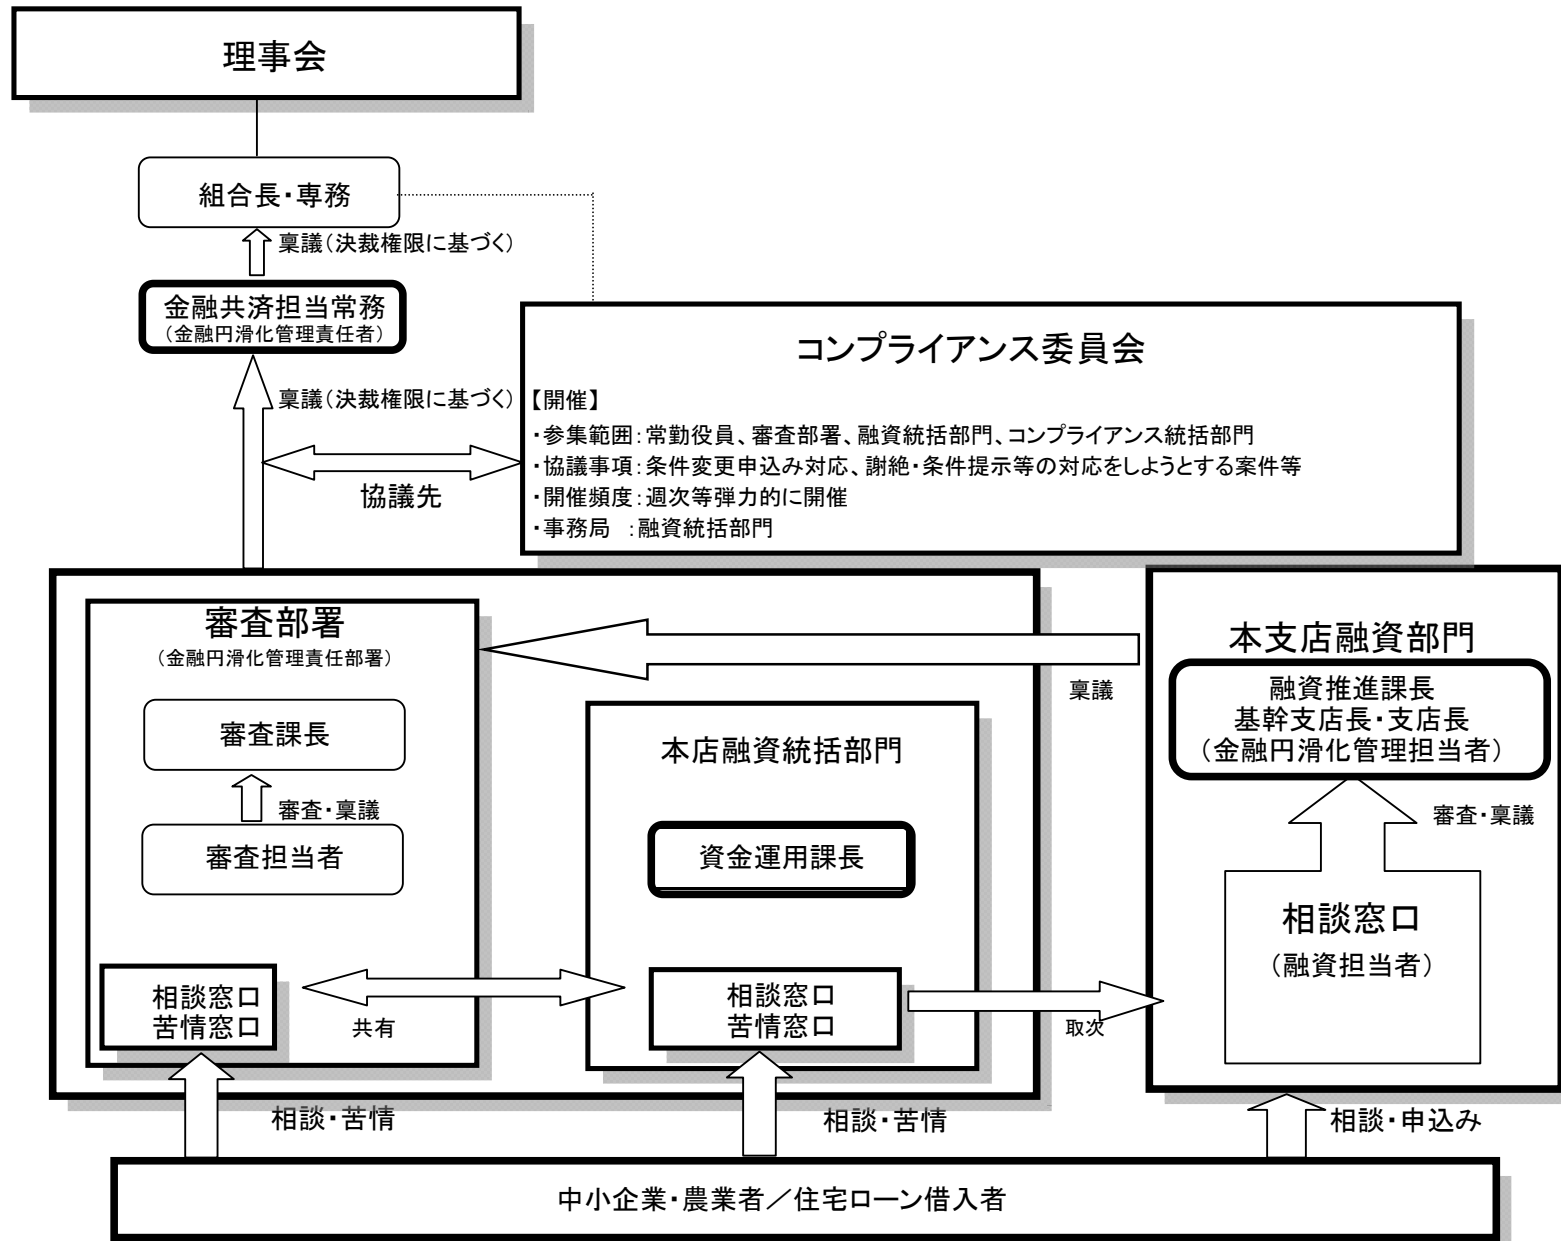 理事会
組合長・専務
稟議（決裁権限に基づく）
金融共済担当常務
（金融円滑化管理責任者）
稟議（決裁権限に基づく）
協議先
コンプライアンス委員会
【開催】
・参集範囲：常勤役員、審査部署、融資統括部門、コンプライアンス統括部門
・協議事項：条件変更申込み対応、謝絶・条件提示等の対応をしようとする案件等
・開催頻度：週次等弾力的に開催
・事務局　：融資統括部門
審査部署
（金融円滑化管理責任部署）
審査課長
審査・稟議
審査担当者
相談窓口
苦情窓口
共有
本店融資統括部門
資金運用課長
相談窓口
苦情窓口
取次
稟議
本支店融資部門
融資推進課長
基幹支店長・支店長
（金融円滑化管理担当者）
審査・稟議
相談窓口
（融資担当者）
相談・苦情
相談・苦情
相談・申込み
中小企業・農業者／住宅ローン借入者